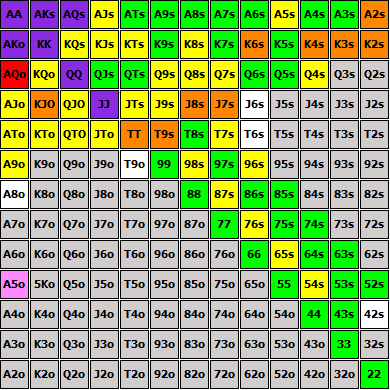 AA AKs AQs AJs ATs A9s A8s A7s A6s A5s A4s A3s A2s
AKo KK KQs KJs KTs K9s K8s K7s K6s K5s K4s K3s K2s
AQo KQo QQ QJs QTs Q9s Q8s Q7s Q6s Q5s Q4s Q3s Q2s
AJo KJO QJO JJ JTs J9s J8s J7s J6s J5s J4s J3s J2s
ATo KTo QTO JTo TT T9s T8s T7s T6s T5s T4s T3s T2s
A9o K9o Q9o J9o T9o 99 98s 97s 96s 95s 94s 93s 92s
A8o K8o Q8o J8o T8o 98o 88 87s 86s 85s 84s 83s 82s
A7o K7o Q7o J7o T7o 97o 87o 77 76s 75s 74s 73s 72s
A6o K6o Q6o J6o T6o 96o 86o 76o 66 65s 64s 63s 62s
A5o 5Ko Q5o J5o T5o 95o 85o 75o 65o 55 54s 53s 52s
A4o K4o Q4o J4o T4o 94o 84o 74o 64o 54o 44 43s 42s
A3o K3o Q3o J3o T3o 93o 83o 73o 63o 53o 43o 33 32s
A2o K2o Q2o J2o T2o 92o 82o 72o 62o 52o 42o 32o 22